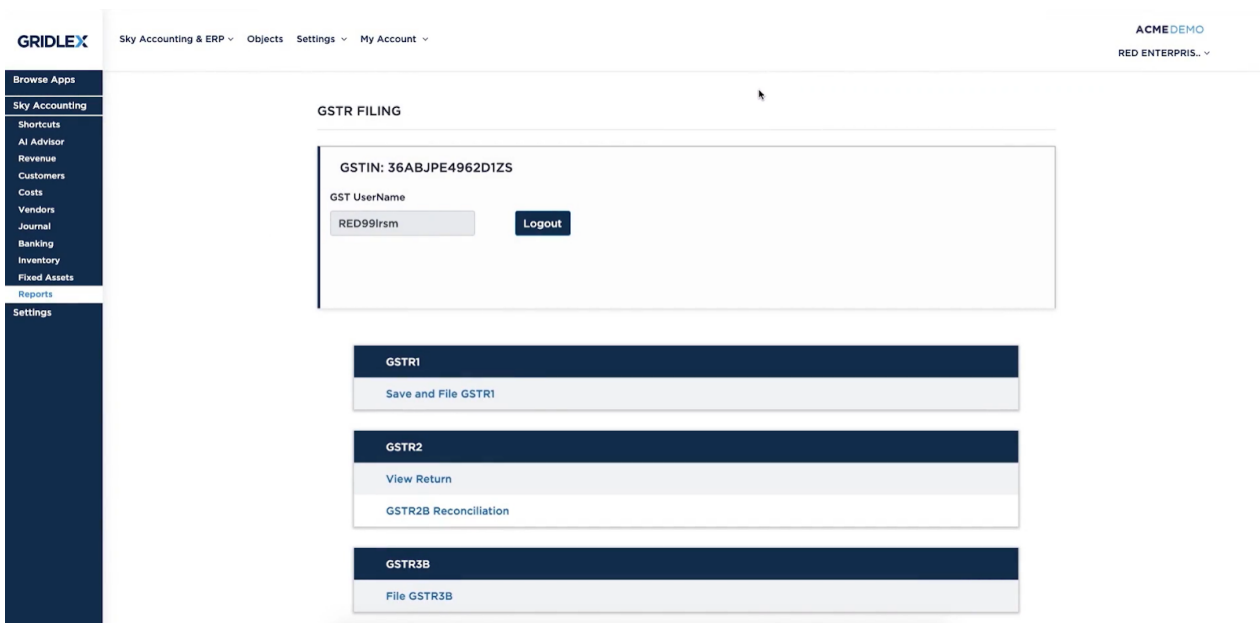 GRIDLEX
Sky Accounting & ERP Objects Settings My Account
ACMEDEMO
RED ENTERPRIS..
Browse Apps
Sky Accounting
Shortcuts
AI Advisor
Revenue
Customers
Costs
Vendors
Journal
Banking
Inventory
Fixed Assets
Reports
Settings
GSTR FILING
GSTIN: 36ABJPE4962D1ZS
GST UserName
RED99lrsm
Logout
GSTR1
Save and File GSTR1
GSTR2
View Return
GSTR2B Reconciliation
GSTR3B
File GSTR3B